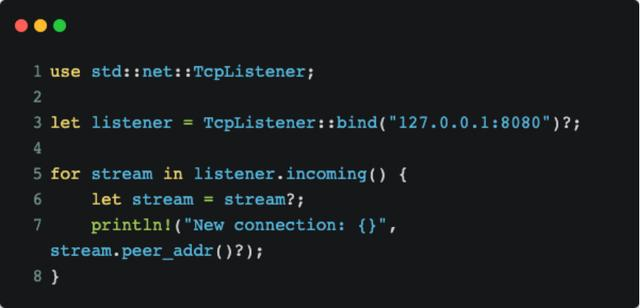 1 use std::net::TcpListener;
2
3 let listener = TcpListener::bind("127.0.0.1:8080")?;
4
5 for stream in listener.incoming() {
6     let stream = stream?;
7     println!("New connection: {}",
stream.peer_addr()?);
8 }